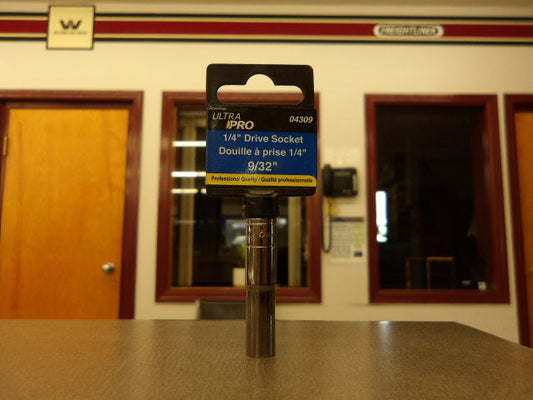 FREIGHTLINER
ULTRA PRO
04309
1/4" Drive Socket
Douille à prise 1/4"
9/32"
Professional Quality / Qualité professionnelle